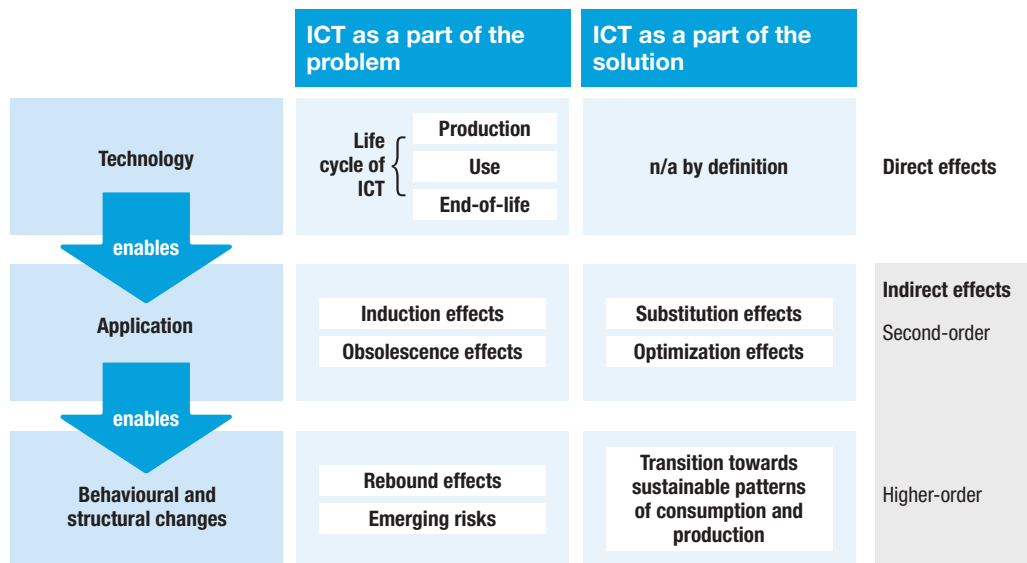 ICT as a part of the
problem
ICT as a part of the
solution
Technology
Life
cycle of
ICT
Production
Use
End-of-life
n/a by definition
Direct effects
enables
Application
Induction effects
Obsolescence effects
Substitution effects
Optimization effects
Indirect effects
Second-order
enables
Behavioural and
structural changes
Rebound effects
Emerging risks
Transition towards
sustainable patterns
of consumption and
production
Higher-order